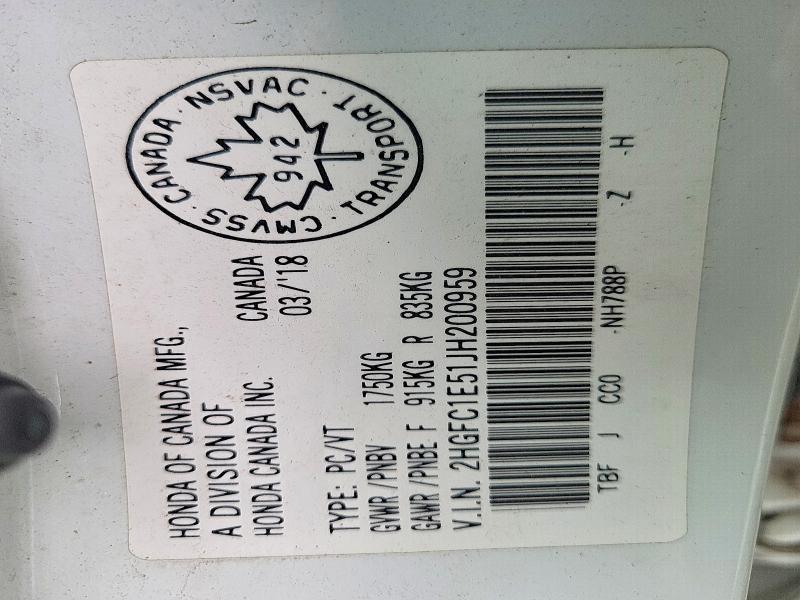 HONDA OF CANADA MFG.,
A DIVISION OF
HONDA CANADA INC.
CANADA
03/'18
CMVSS · CANADA · NSVAC · TRANSPORT ·
942
TYPE: PC/VT
GVWR/PNBV 1750KG
GAWR/PNBE F 915KG R 835KG
V.I.N. 2HGFC1E51JH200959
TBF J CC0 -NH788P -Z -H